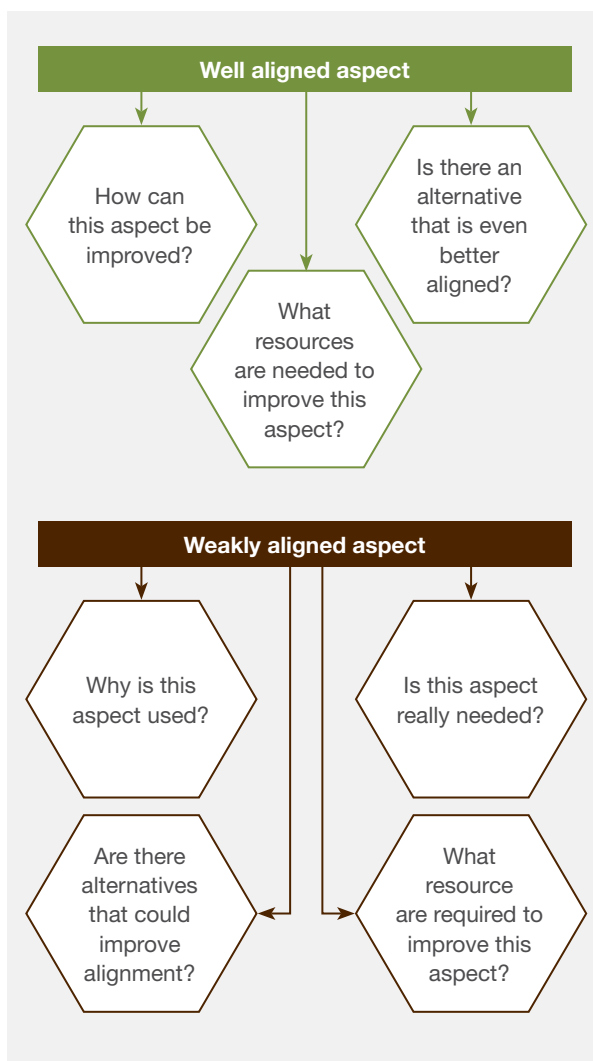 Well aligned aspect
How can
this aspect be
improved?
What
resources
are needed to
improve this
aspect?
Is there an
alternative
that is even
better
aligned?
Weakly aligned aspect
Why is this
aspect used?
Is this aspect
really needed?
Are there
alternatives
that could
improve
alignment?
What
resource
are required to
improve this
aspect?